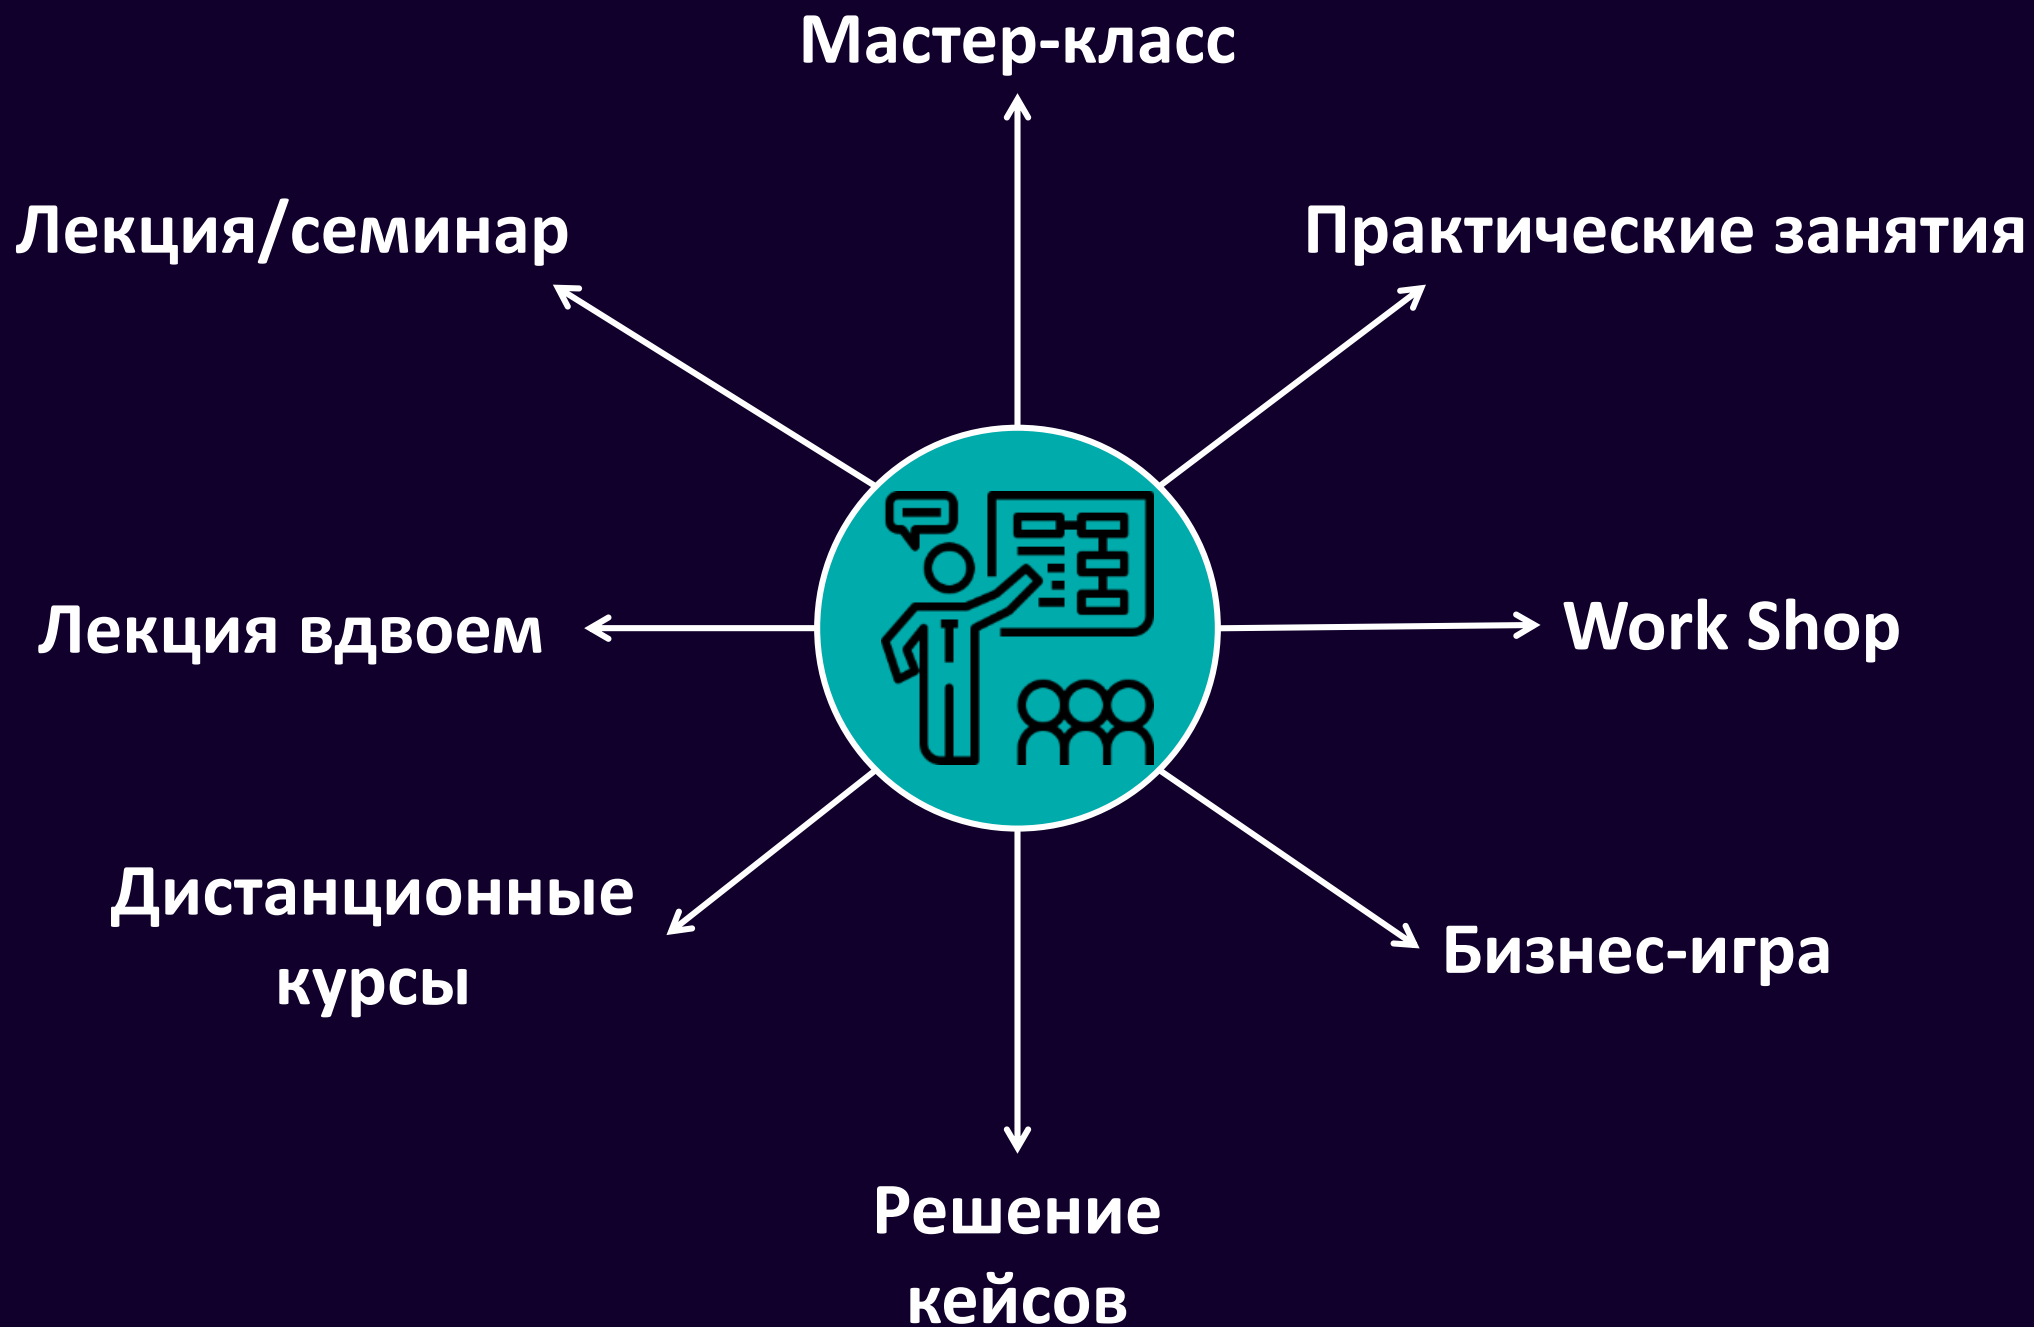 Мастер-класс
Лекция/семинар
Практические занятия
Лекция вдвоем
Work Shop
Дистанционные
курсы
Бизнес-игра
Решение
кейсов